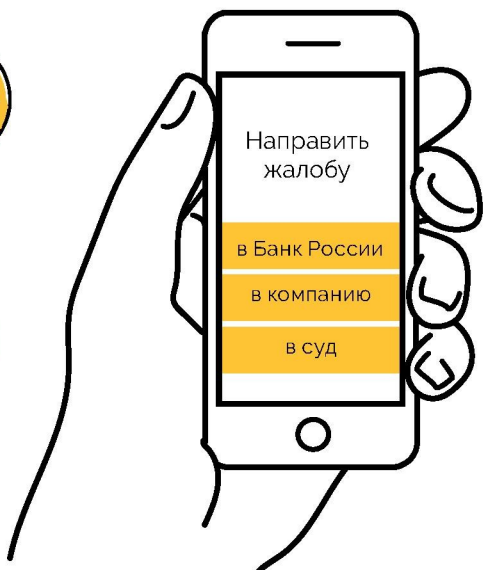 Направить
жалобу
в Банк России
в компанию
в суд